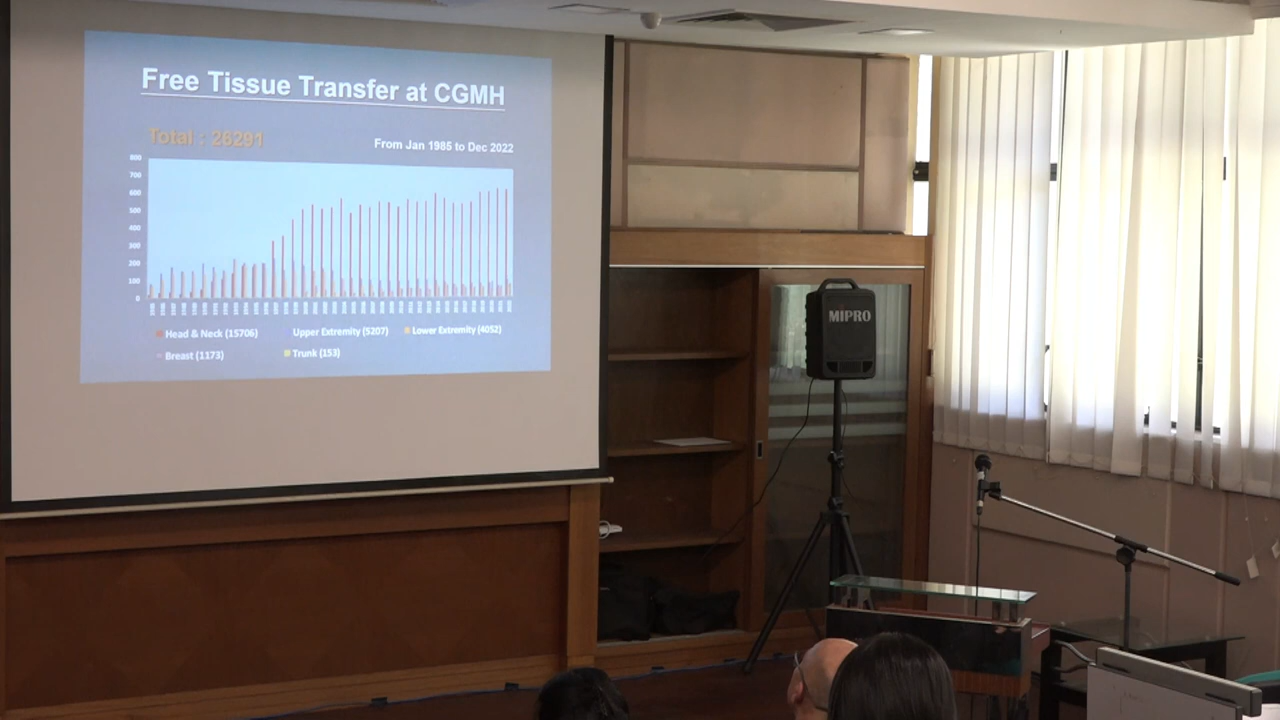 Free Tissue Transfer at CGMH
Total : 26291
From Jan 1985 to Dec 2022
800
700
600
500
400
300
200
100
0
Head & Neck (15706)
Upper Extremity (5207)
Lower Extremity (4052)
Breast (1173)
Trunk (153)
MIPRO